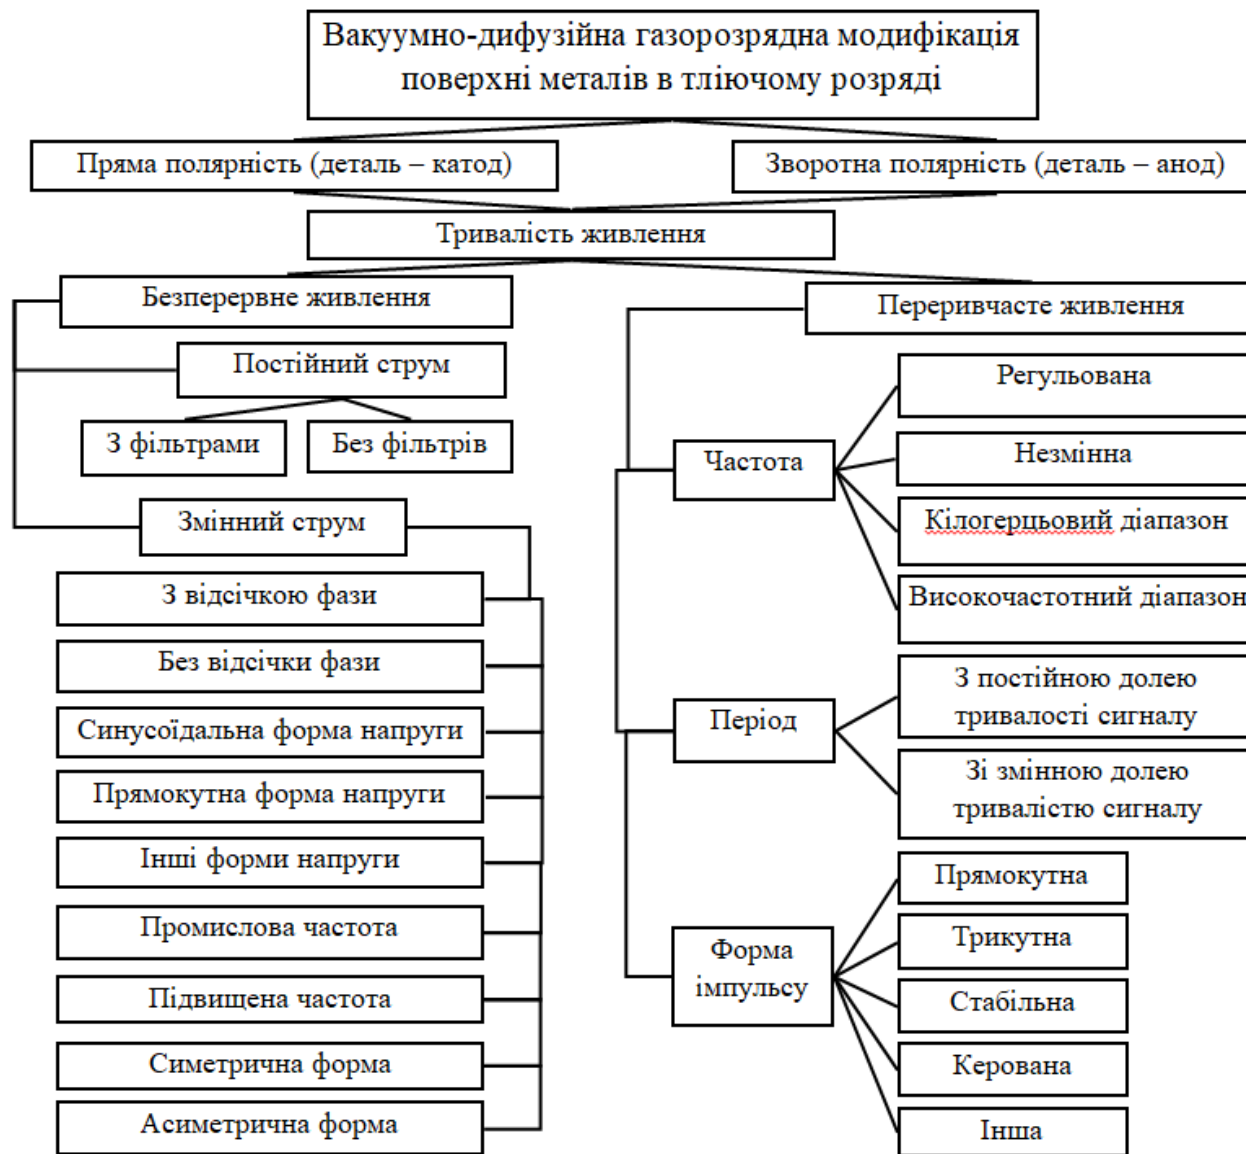 Вакуумно-дифузійна газорозрядна модифікація
поверхні металів в тліючому розряді
Пряма полярність (деталь – катод)
Зворотна полярність (деталь – анод)
Тривалість живлення
Безперервне живлення
Постійний струм
З фільтрами
Без фільтрів
Змінний струм
З відсічкою фази
Без відсічки фази
Синусоїдальна форма напруги
Прямокутна форма напруги
Інші форми напруги
Промислова частота
Підвищена частота
Симетрична форма
Асиметрична форма
Переривчасте живлення
Частота
Регульована
Незмінна
Кілогерцьовий діапазон
Високочастотний діапазон
Період
З постійною долею
тривалості сигналу
Зі змінною долею
тривалістю сигналу
Форма
імпульсу
Прямокутна
Трикутна
Стабільна
Керована
Інша